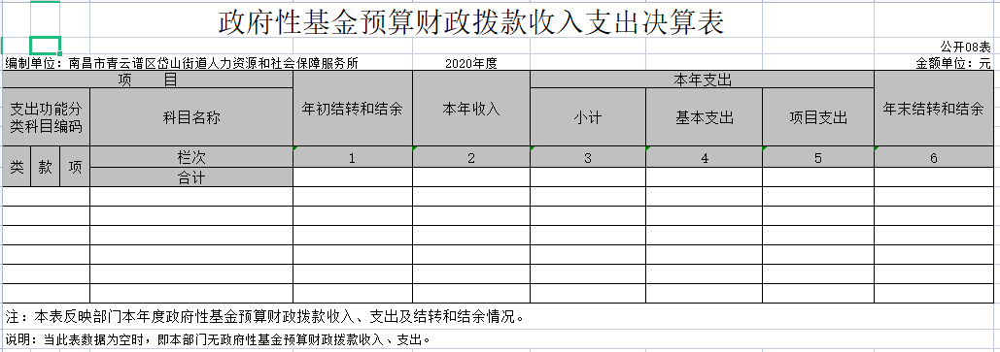 政府性基金预算财政拨款收入支出决算表
公开08表
编制单位：南昌市青云谱区岱山街道人力资源和社会保障服务所 2020年度 金额单位：元
项 目 年初结转和结余 本年收入 本年支出 年末结转和结余
支出功能分类科目编码 科目名称 小计 基本支出 项目支出
类 款 项 栏次 1 2 3 4 5 6
合计
注：本表反映部门本年度政府性基金预算财政拨款收入、支出及结转和结余情况。
说明：当此表数据为空时，即本部门无政府性基金预算财政拨款收入、支出。